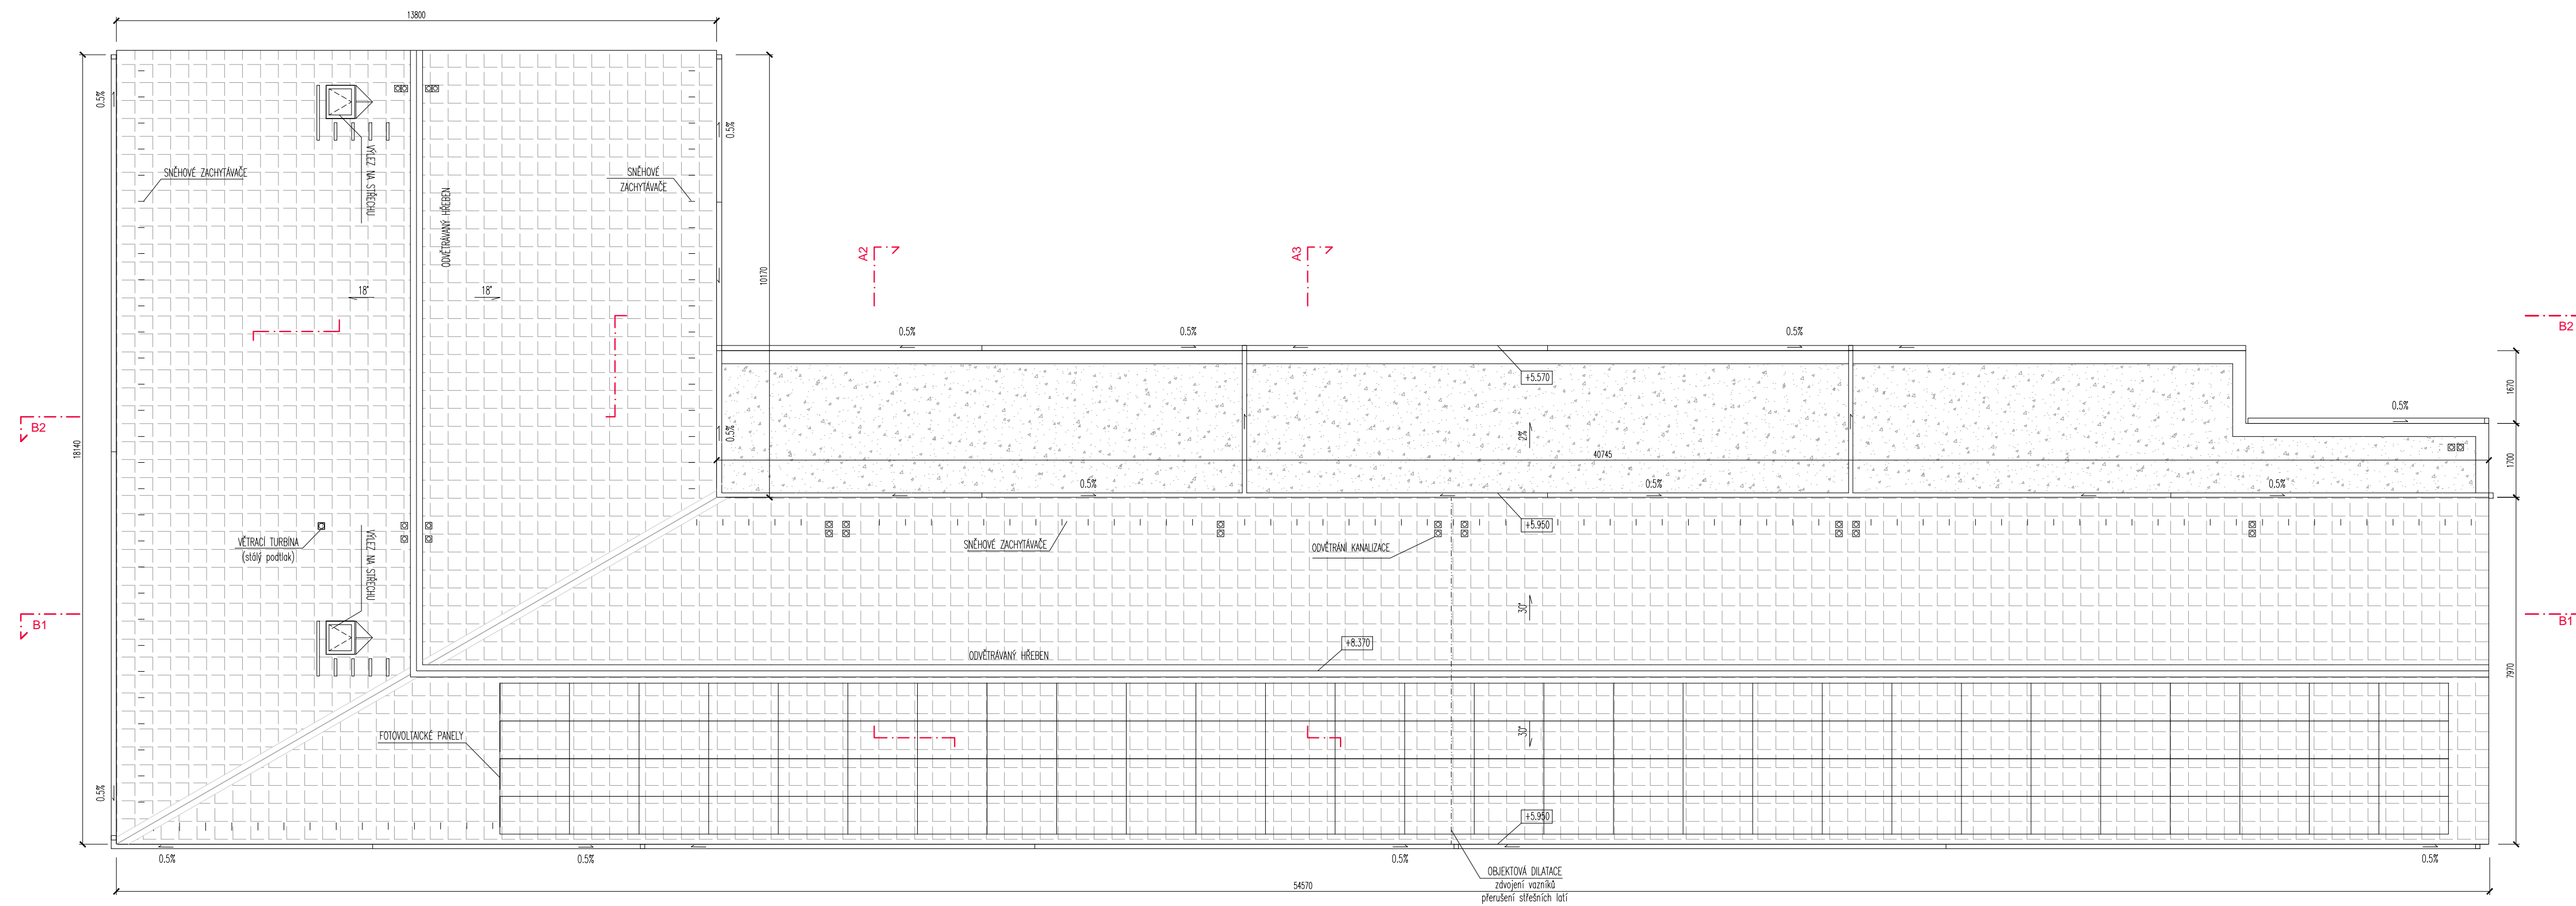 13800
0.5%
0.5%
VÝLEZ NA STŘECHU
SNĚHOVÉ ZACHYTÁVAČE
SNĚHOVÉ
ZACHYTÁVAČE
ODVĚTRÁVANÝ HŘEBEN
A2
A3
10170
18°
18°
B2
0.5%
0.5%
0.5%
+5.570
1670
0.5%
B2
18140
0.5%
2%
40745
1700
0.5%
0.5%
0.5%
+5.950
VĚTRACÍ TURBÍNA
(stálý podtlak)
VÝLEZ NA STŘECHU
SNĚHOVÉ ZACHYTÁVAČE
ODVĚTRÁNÍ KANALIZACE
30°
B1
B1
+8.370
ODVĚTRÁVANÝ HŘEBEN
7970
FOTOVOLTAICKÉ PANELY
30°
0.5%
+5.950
0.5%
0.5%
0.5%
0.5%
OBJEKTOVÁ DILATACE
zdvojení vazníků
přerušení střešních latí
54570